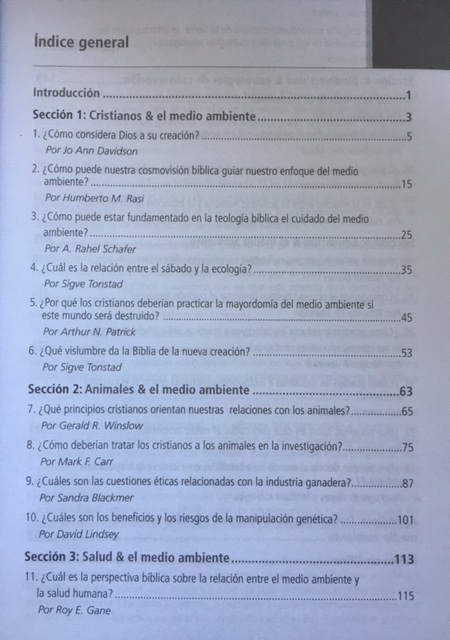 Índice general
Introducción ..........1
Sección 1: Cristianos & el medio ambiente..........3
1. ¿Cómo considera Dios a su creación? ..........5
Por Jo Ann Davidson
2. ¿Cómo puede nuestra cosmovisión bíblica guiar nuestro enfoque del medio
ambiente? ..........15
Por Humberto M. Rasi
3. ¿Cómo puede estar fundamentado en la teología bíblica el cuidado del medio
ambiente? ..........25
Por A. Rahel Schafer
4. ¿Cuál es la relación entre el sábado y la ecología? ..........35
Por Sigve Tonstad
5. ¿Por qué los cristianos deberían practicar la mayordomía del medio ambiente si
este mundo será destruido? ..........45
Por Arthur N. Patrick
6. ¿Qué vislumbre da la Biblia de la nueva creación? ..........53
Por Sigve Tonstad
Sección 2: Animales & el medio ambiente ..........63
7. ¿Qué principios cristianos orientan nuestras relaciones con los animales?..........65
Por Gerald R. Winslow
8. ¿Cómo deberían tratar los cristianos a los animales en la investigación?..........75
Por Mark F. Carr
9. ¿Cuáles son las cuestiones éticas relacionadas con la industria ganadera?..........87
Por Sandra Blackmer
10. ¿Cuáles son los beneficios y los riesgos de la manipulación genética? ..........101
Por David Lindsey
Sección 3: Salud & el medio ambiente..........113
11. ¿Cuál es la perspectiva bíblica sobre la relación entre el medio ambiente y
la salud humana? ..........115
Por Roy E. Gane